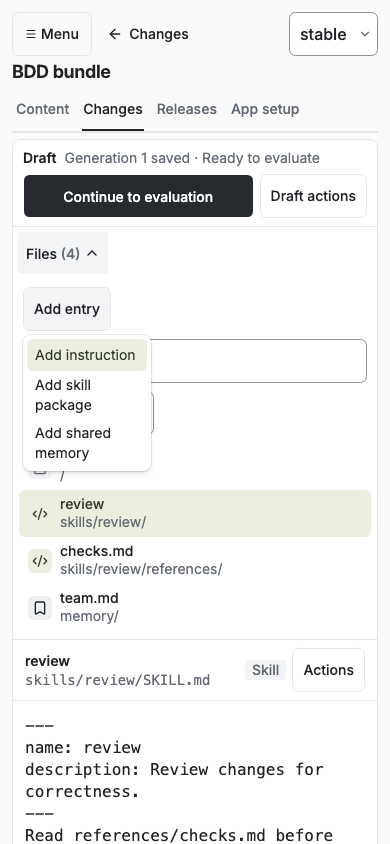 Menu
Changes
stable
BDD bundle
Content
Changes
Releases
App setup
Draft Generation 1 saved · Ready to evaluate
Continue to evaluation
Draft actions
Files (4)
Add entry
Add instruction
Add skill
package
Add shared
memory
/
review
skills/review/
checks.md
skills/review/references/
team.md
memory/
review
skills/review/SKILL.md
Skill
Actions
---
name: review
description: Review changes for
correctness.
---
Read references/checks.md before